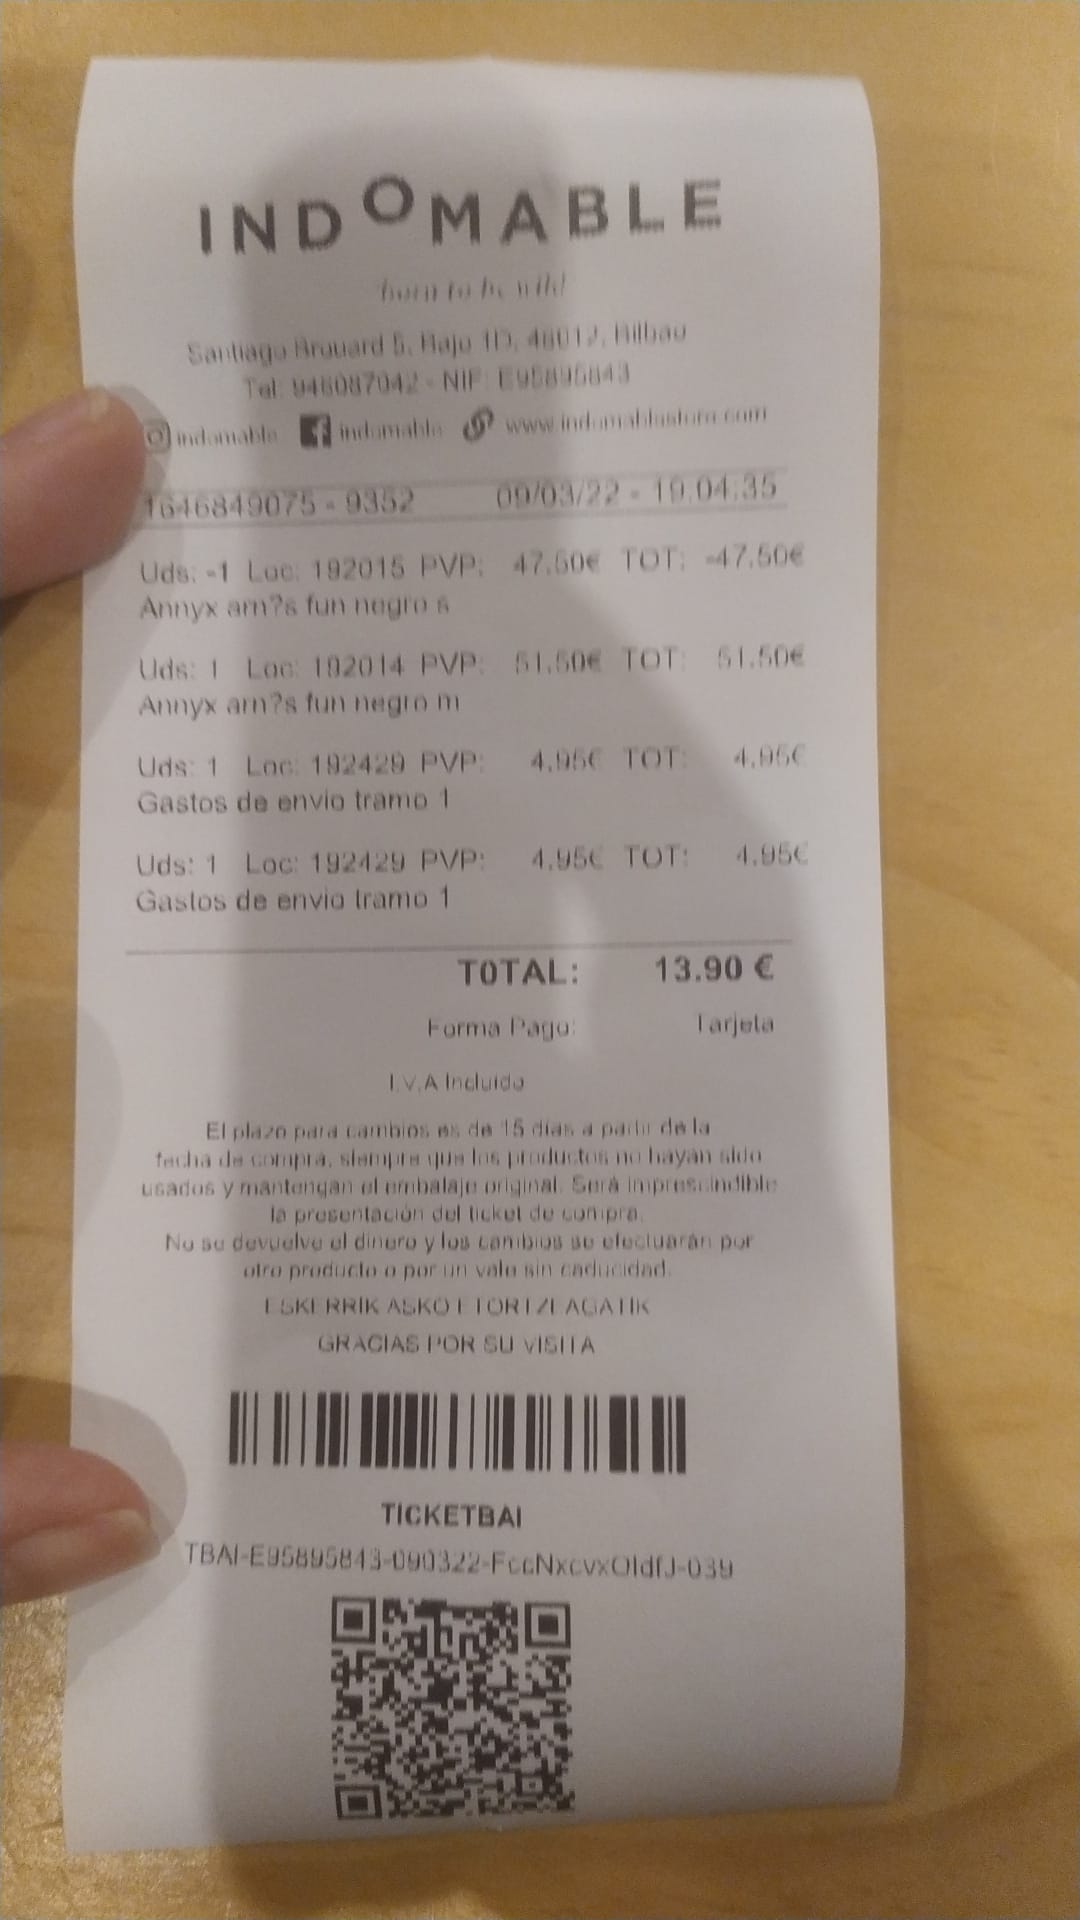 INDOMABLE
born to be wild
Santiago Brouard 5, Bajo 1D, 48012, Bilbao
Tel: 946087042 - NIF: E95895843
indomable indomable www.indomablestore.com
1646849075 - 9352 09/03/22 - 19:04:35
Uds: -1 Loc: 192015 PVP: 47.50€ TOT: -47.50€
Annyx arn?s fun negro s
Uds: 1 Loc: 192014 PVP: 51.50€ TOT: 51.50€
Annyx arn?s fun negro m
Uds: 1 Loc: 192429 PVP: 4.95€ TOT: 4.95€
Gastos de envio tramo 1
Uds: 1 Loc: 192429 PVP: 4.95€ TOT: 4.95€
Gastos de envio tramo 1
TOTAL: 13.90 €
Forma Pago: Tarjeta
I.V.A Incluido
El plazo para cambios es de 15 días a partir de la
fecha de compra, siempre que los productos no hayan sido
usados y mantengan el embalaje original. Será imprescindible
la presentación del ticket de compra.
No se devuelve el dinero y los cambios se efectuarán por
otro producto o por un vale sin caducidad.
ESKERRIK ASKO ETORTZEAGATIK
GRACIAS POR SU VISITA
TICKETBAI